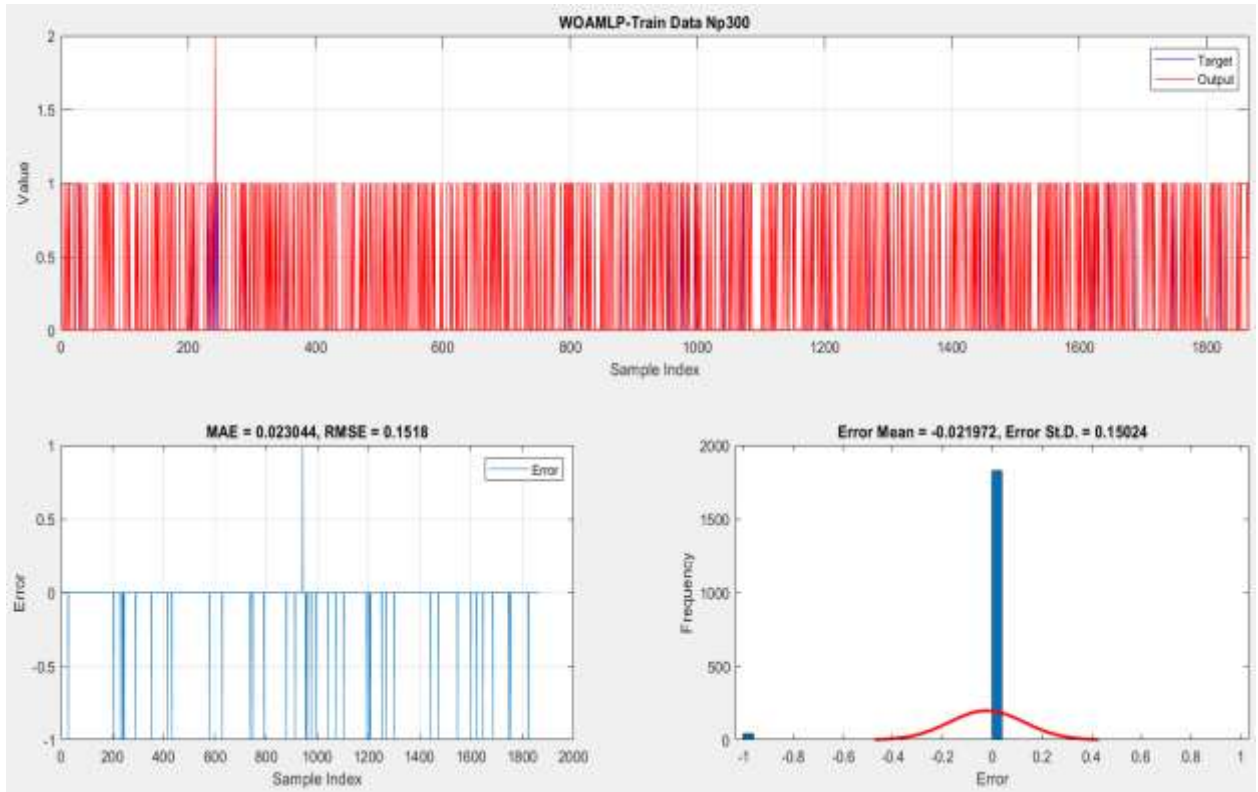 WOAMLP-Train Data Np300
2
1.5
1
0.5
0
Value
0 200 400 600 800 1000 1200 1400 1600 1800
Sample Index
Target
Output
MAE = 0.023044, RMSE = 0.1518
1
0.5
0
-0.5
-1
Error
0 200 400 600 800 1000 1200 1400 1600 1800 2000
Sample Index
Error
Error Mean = -0.021972, Error St.D. = 0.15024
2000
1500
1000
500
0
Frequency
-1 -0.8 -0.6 -0.4 -0.2 0 0.2 0.4 0.6 0.8 1
Error